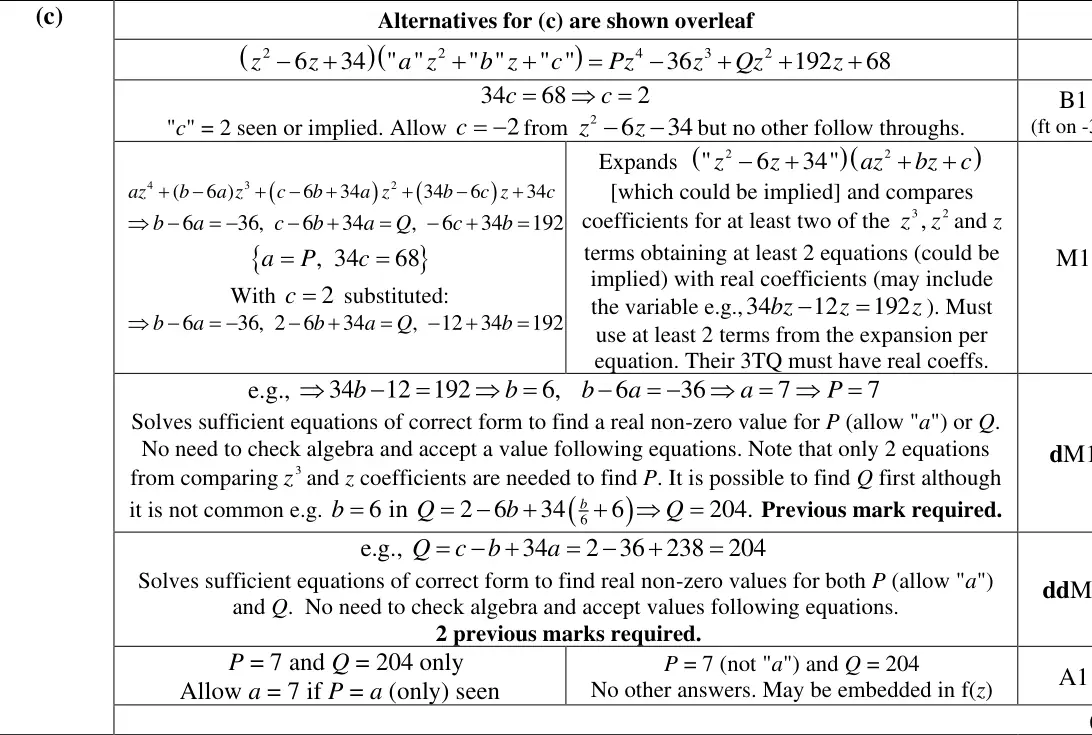 (c)
Alternatives for (c) are shown overleaf
(z² − 6z + 34)("a"z² + "b"z + "c") = Pz⁴ − 36z³ + Qz² + 192z + 68
34c = 68 ⇒ c = 2
"c" = 2 seen or implied. Allow c = −2 from z² − 6z − 34 but no other follow throughs.
B1
(ft on -3
az⁴ + (b − 6a)z³ + (c − 6b + 34a)z² + (34b − 6c)z + 34c
⇒ b − 6a = −36, c − 6b + 34a = Q, −6c + 34b = 192
{a = P, 34c = 68}
With c = 2 substituted:
⇒ b − 6a = −36, 2 − 6b + 34a = Q, −12 + 34b = 192
Expands ("z² − 6z + 34")(az² + bz + c)
[which could be implied] and compares
coefficients for at least two of the z³, z² and z
terms obtaining at least 2 equations (could be
implied) with real coefficients (may include
the variable e.g., 34bz − 12z = 192z). Must
use at least 2 terms from the expansion per
equation. Their 3TQ must have real coeffs.
M1
e.g., ⇒ 34b − 12 = 192 ⇒ b = 6, b − 6a = −36 ⇒ a = 7 ⇒ P = 7
Solves sufficient equations of correct form to find a real non-zero value for P (allow "a") or Q.
No need to check algebra and accept a value following equations. Note that only 2 equations
from comparing z³ and z coefficients are needed to find P. It is possible to find Q first although
it is not common e.g. b = 6 in Q = 2 − 6b + 34(b/6 + 6) ⇒ Q = 204. Previous mark required.
dM1
e.g., Q = c − b + 34a = 2 − 36 + 238 = 204
Solves sufficient equations of correct form to find real non-zero values for both P (allow "a")
and Q. No need to check algebra and accept values following equations.
2 previous marks required.
ddM
P = 7 and Q = 204 only
Allow a = 7 if P = a (only) seen
P = 7 (not "a") and Q = 204
No other answers. May be embedded in f(z)
A1
(